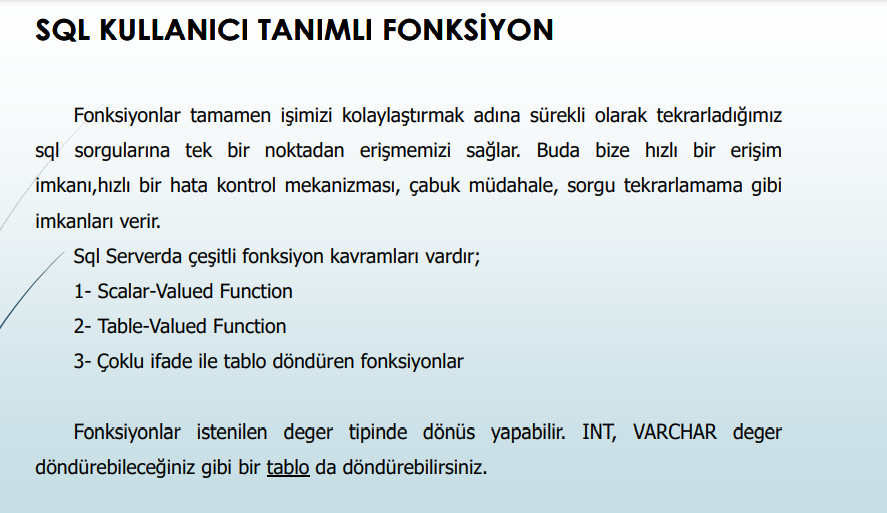 SQL KULLANICI TANIMLI FONKSİYON
Fonksiyonlar tamamen işimizi kolaylaştırmak adına sürekli olarak tekrarladığımız
sql sorgularına tek bir noktadan erişmemizi sağlar. Buda bize hızlı bir erişim
imkanı,hızlı bir hata kontrol mekanizması, çabuk müdahale, sorgu tekrarlamama gibi
imkanları verir.
Sql Serverda çeşitli fonksiyon kavramları vardır;
1- Scalar-Valued Function
2- Table-Valued Function
3- Çoklu ifade ile tablo döndüren fonksiyonlar
Fonksiyonlar istenilen deger tipinde dönüs yapabilir. INT, VARCHAR deger
döndürebileceğiniz gibi bir tablo da döndürebilirsiniz.